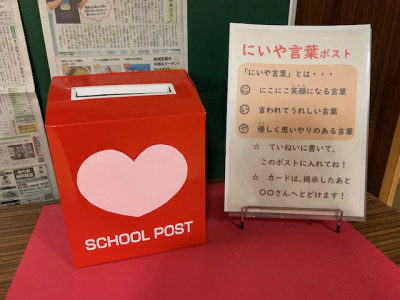 SCHOOL POST
にいや言葉ポスト
「にいや言葉」とは・・・
にこにこ笑顔になる言葉
言われてうれしい言葉
優しく思いやりのある言葉
☆ ていねいに書いて、
このポストに入れてね！
☆ カードは、掲示したあと
〇〇さんへとどけます！